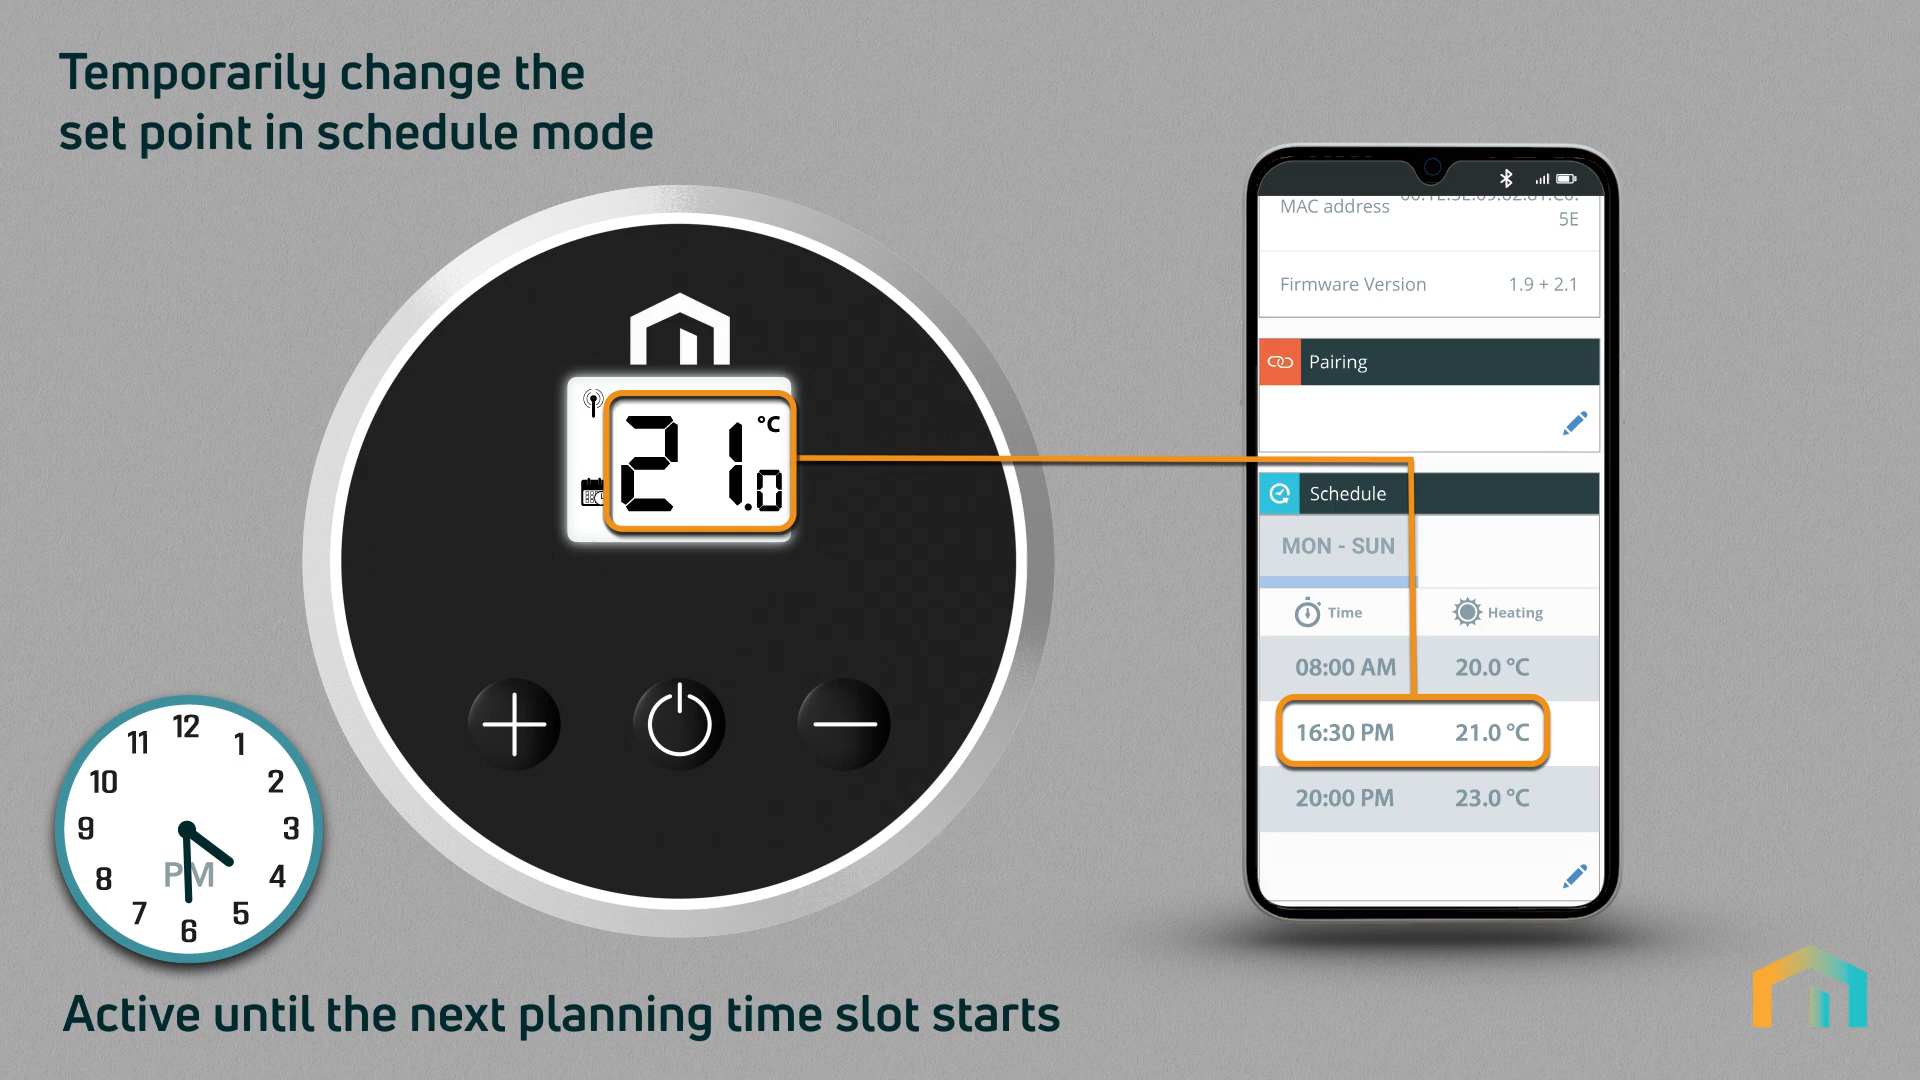 Temporarily change the
set point in schedule mode
21.0 °C
MAC address
5E
Firmware Version 1.9 + 2.1
Pairing
Schedule
MON - SUN
Time Heating
08:00 AM 20.0 °C
16:30 PM 21.0 °C
20:00 PM 23.0 °C
12
1
2
3
4
5
6
7
8
9
10
11
PM
Active until the next planning time slot starts